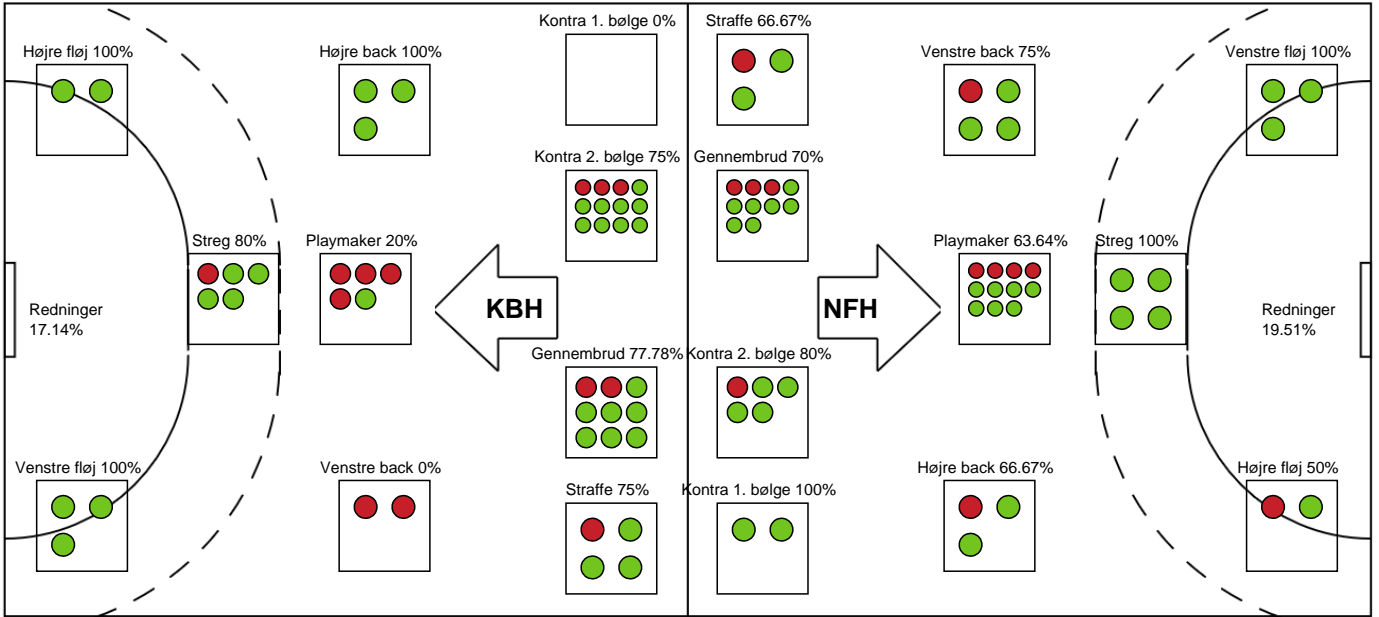 Kontra 1. bølge 0%
Straffe 66.67%
Højre fløj 100%
Højre back 100%
Venstre back 75%
Venstre fløj 100%
Kontra 2. bølge 75%
Gennembrud 70%
Streg 80%
Playmaker 20%
Playmaker 63.64%
Streg 100%
Redninger
17.14%
KBH
NFH
Redninger
19.51%
Gennembrud 77.78%
Kontra 2. bølge 80%
Venstre fløj 100%
Venstre back 0%
Højre back 66.67%
Højre fløj 50%
Straffe 75%
Kontra 1. bølge 100%